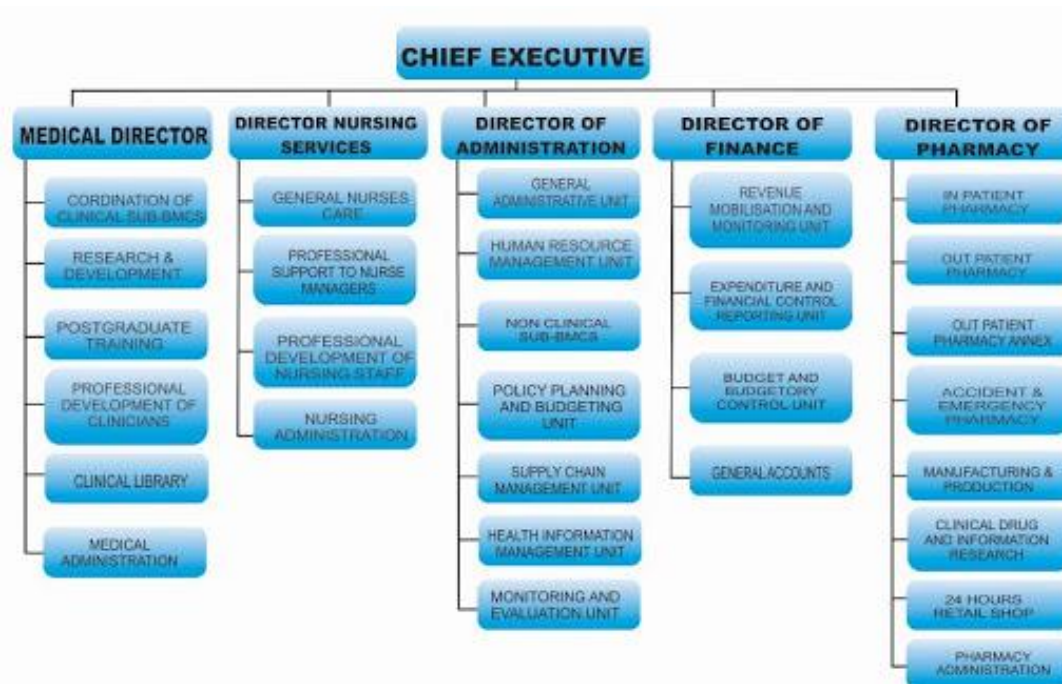 CHIEF EXECUTIVE
MEDICAL DIRECTOR
CORDINATION OF
CLINICAL SUB-BMCS
RESEARCH &
DEVELOPMENT
POSTGRADUATE
TRAINING
PROFESSIONAL
DEVELOPMENT OF
CLINICIANS
CLINICAL LIBRARY
MEDICAL
ADMINISTRATION
DIRECTOR NURSING
SERVICES
GENERAL NURSES
CARE
PROFESSIONAL
SUPPORT TO NURSE
MANAGERS
PROFESSIONAL
DEVELOPMENT OF
NURSING STAFF
NURSING
ADMINISTRATION
DIRECTOR OF
ADMINISTRATION
GENERAL
ADMINISTRATIVE UNIT
HUMAN RESOURCE
MANAGEMENT UNIT
NON CLINICAL
SUB-BMCS
POLICY PLANNING
AND BUDGETING
UNIT
SUPPLY CHAIN
MANAGEMENT UNIT
HEALTH INFORMATION
MANAGEMENT UNIT
MONITORING AND
EVALUATION UNIT
DIRECTOR OF
FINANCE
REVENUE
MOBILISATION AND
MONITORING UNIT
EXPENDITURE AND
FINANCIAL CONTROL
REPORTING UNIT
BUDGET AND
BUDGETORY
CONTROL UNIT
GENERAL ACCOUNTS
DIRECTOR OF
PHARMACY
IN PATIENT
PHARMACY
OUT PATIENT
PHARMACY
OUT PATIENT
PHARMACY ANNEX
ACCIDENT &
EMERGENCY
PHARMACY
MANUFACTURING &
PRODUCTION
CLINICAL DRUG
AND INFORMATION
RESEARCH
24 HOURS
RETAIL SHOP
PHARMACY
ADMINISTRATION